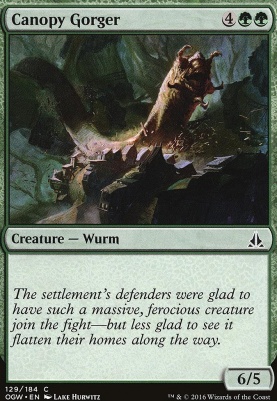 Canopy Gorger 4
Creature — Wurm
The settlement's defenders were glad to
have such a massive, ferocious creature
join the fight—but less glad to see it
flatten their homes along the way.
6/5
129/184 C
OGW • EN Lake Hurwitz
™ & © 2016 Wizards of the Coast